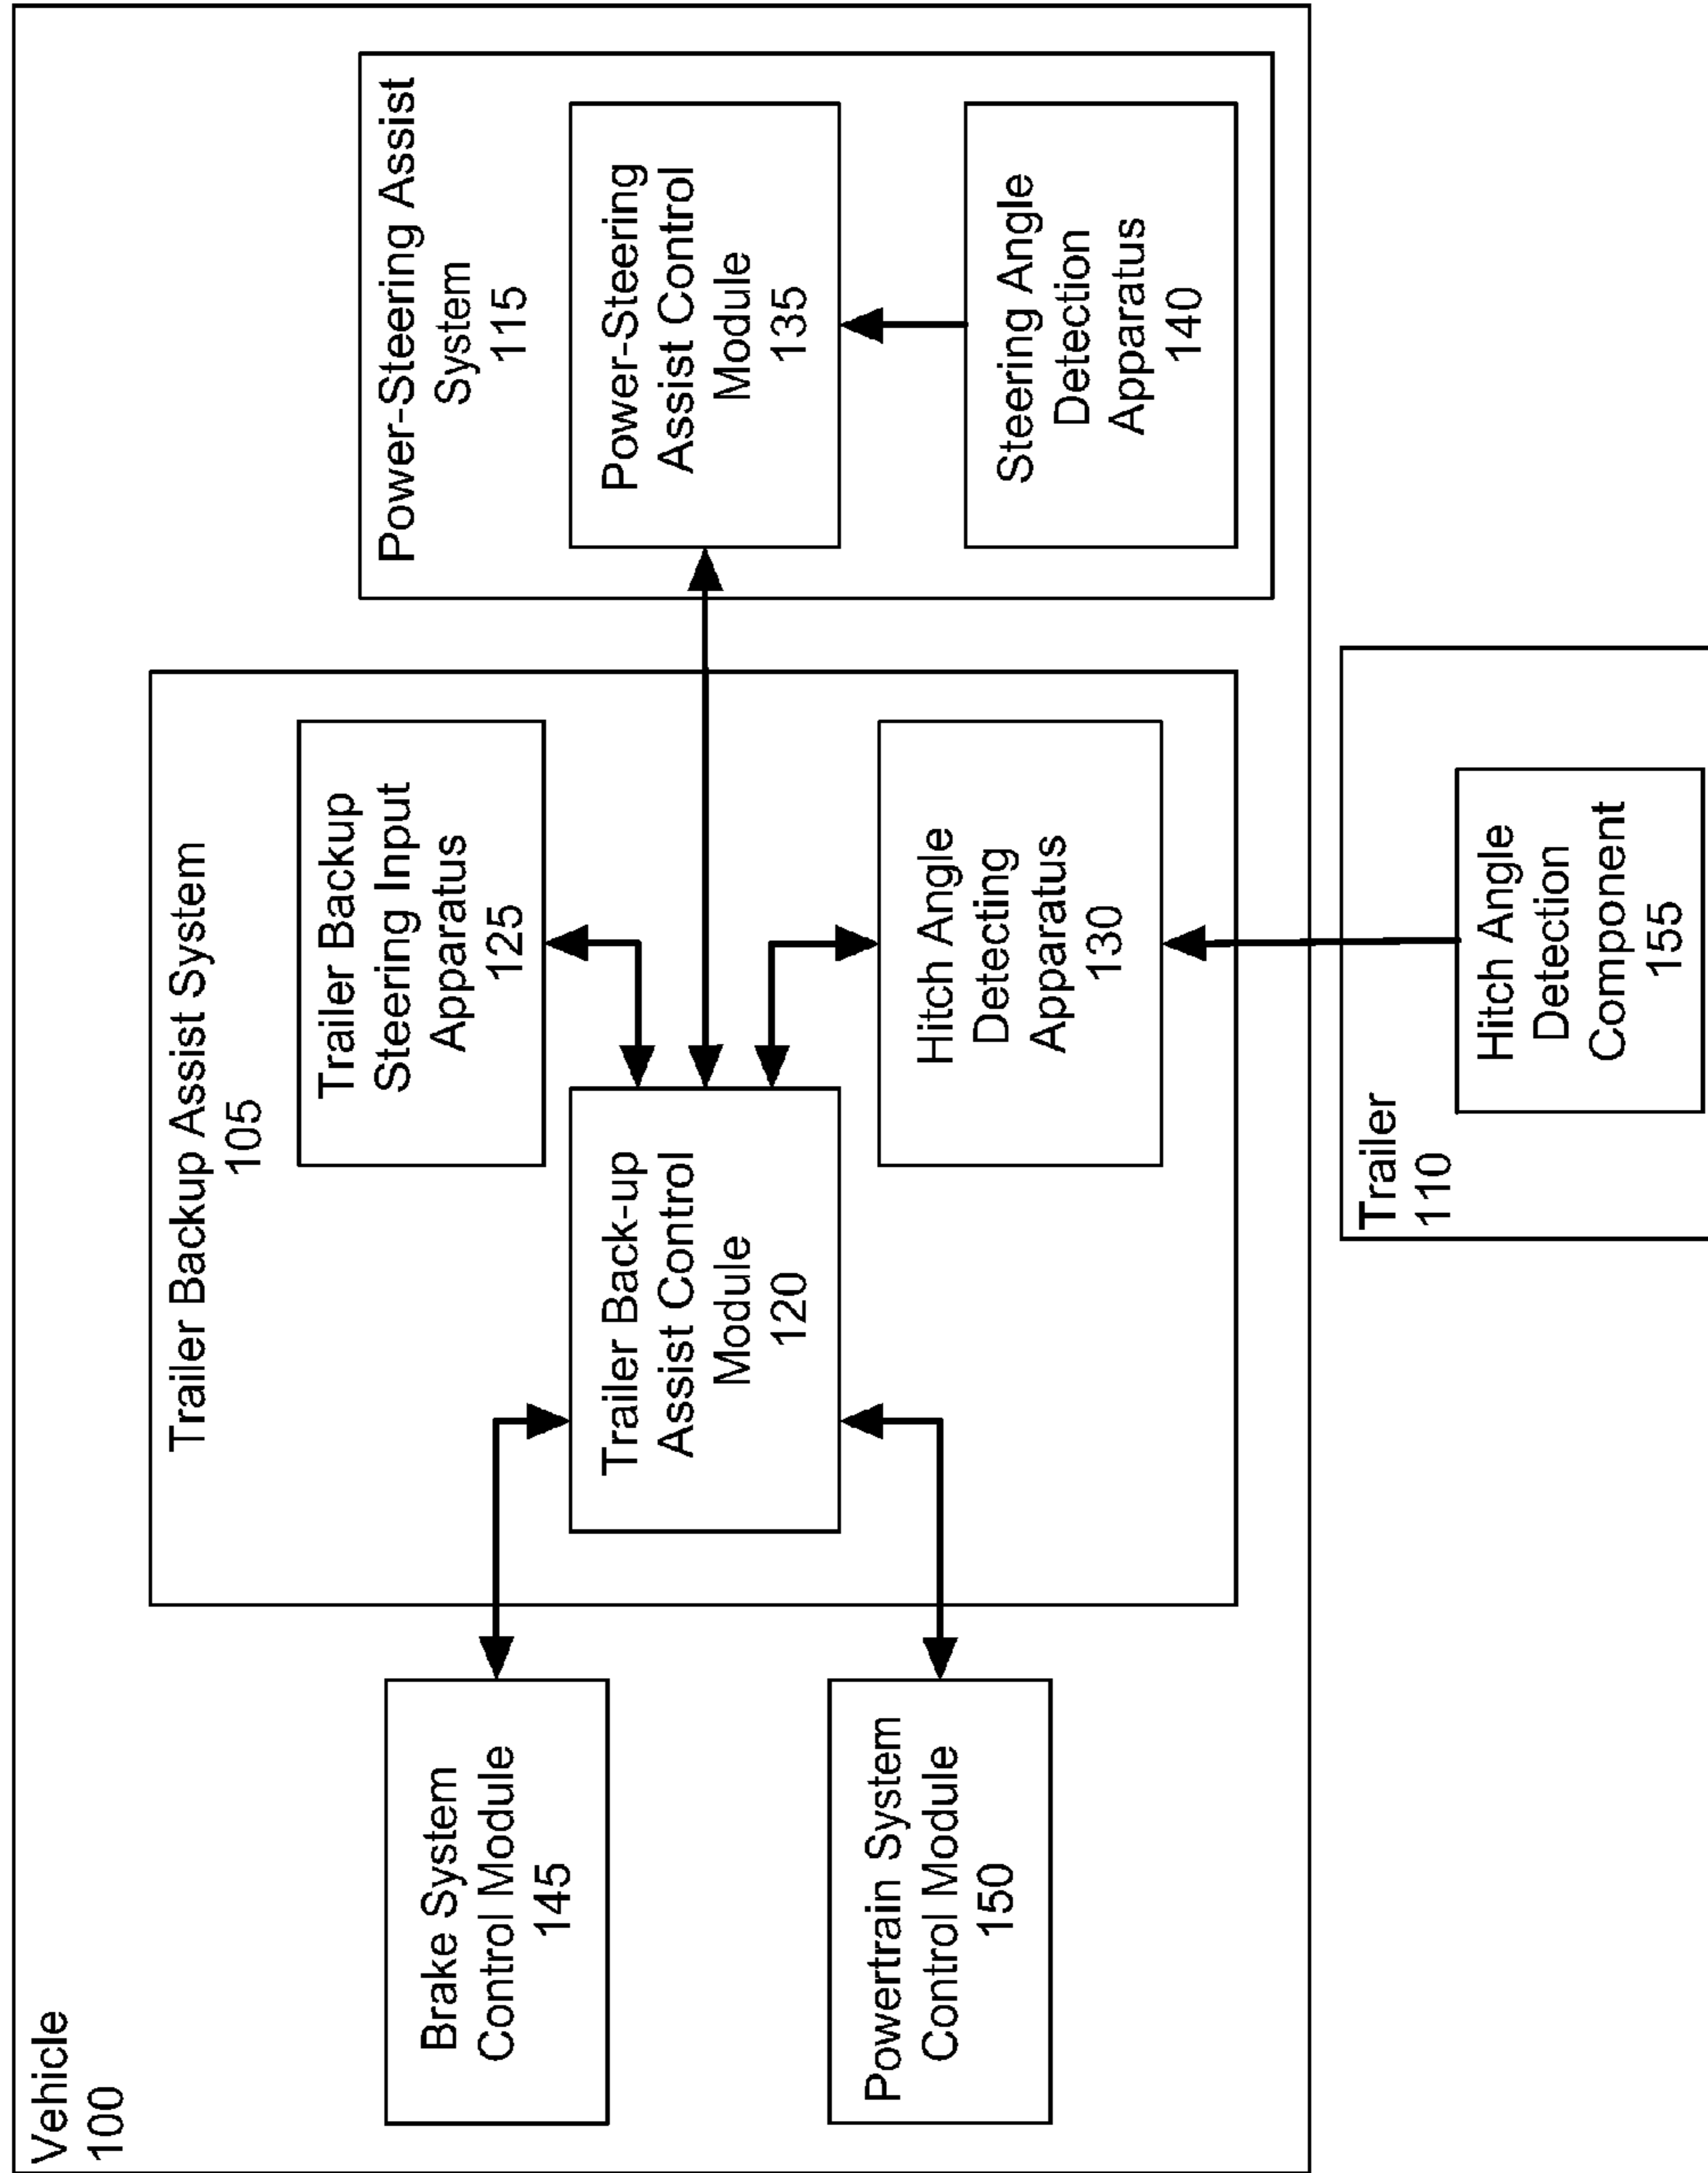 Vehicle
100
Trailer Backup Assist System
105
Power-Steering Assist
System
115
Brake System
Control Module
145
Trailer Backup
Steering Input
Apparatus
125
Trailer Back-up
Assist Control
Module
120
Power-Steering
Assist Control
Module
135
Powertrain System
Control Module
150
Hitch Angle
Detecting
Apparatus
130
Steering Angle
Detection
Apparatus
140
Trailer
110
Hitch Angle
Detection
Component
155